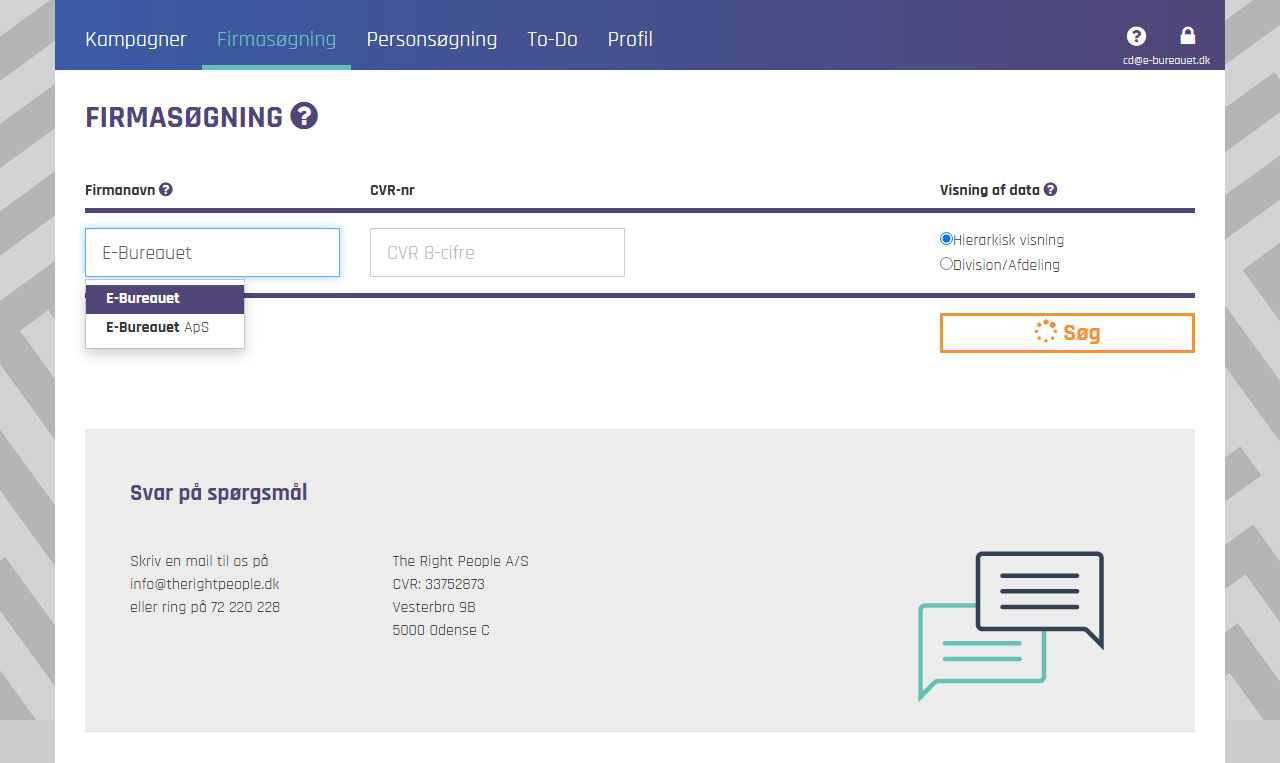 Kampagner Firmasøgning Personsøgning To-Do Profil
cd@e-bureauet.dk
FIRMASØGNING
Firmanavn CVR-nr Visning af data
E-Bureauet CVR 8-cifre
Hierarkisk visning
Division/Afdeling
E-Bureauet
E-Bureauet ApS
Søg
Svar på spørgsmål
Skriv en mail til os på
info@therightpeople.dk
eller ring på 72 220 228
The Right People A/S
CVR: 33752873
Vesterbro 9B
5000 Odense C